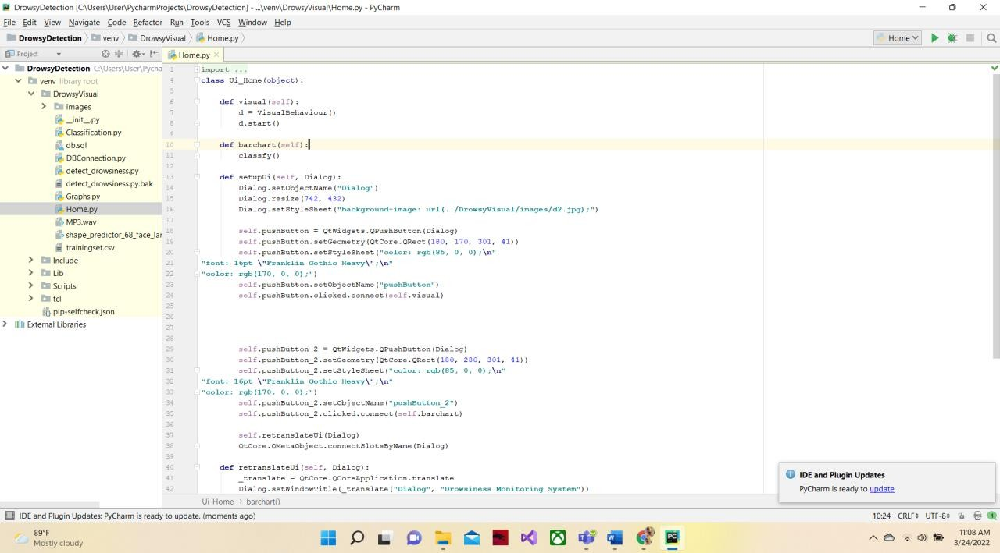 DrowsyDetection [C:\Users\User\PycharmProjects\DrowsyDetection] - ...\venv\DrowsyVisual\Home.py - PyCharm
File Edit View Navigate Code Refactor Run Tools VCS Window Help
DrowsyDetection venv DrowsyVisual Home.py Home
Project
Home.py
DrowsyDetection C:\Users\User\Pycha
venv library root
DrowsyVisual
images
__init__.py
Classification.py
db.sql
DBConnection.py
detect_drowsiness.py
detect_drowsiness.py.bak
Graphs.py
Home.py
MP3.wav
shape_predictor_68_face_lar
trainingset.csv
Include
Lib
Scripts
tcl
pip-selfcheck.json
External Libraries
1 import ...
4 class Ui_Home(object):
5
6 def visual(self):
7 d = VisualBehaviour()
8 d.start()
9
10 def barchart(self):
11 classfy()
12
13 def setupUi(self, Dialog):
14 Dialog.setObjectName("Dialog")
15 Dialog.resize(742, 432)
16 Dialog.setStyleSheet("background-image: url(../DrowsyVisual/images/d2.jpg);")
17
18 self.pushButton = QtWidgets.QPushButton(Dialog)
19 self.pushButton.setGeometry(QtCore.QRect(180, 170, 301, 41))
20 self.pushButton.setStyleSheet("color: rgb(85, 0, 0);\n"
21 "font: 16pt \"Franklin Gothic Heavy\";\n"
22 "color: rgb(170, 0, 0);")
23 self.pushButton.setObjectName("pushButton")
24 self.pushButton.clicked.connect(self.visual)
25
26
27
28
29 self.pushButton_2 = QtWidgets.QPushButton(Dialog)
30 self.pushButton_2.setGeometry(QtCore.QRect(180, 280, 301, 41))
31 self.pushButton_2.setStyleSheet("color: rgb(85, 0, 0);\n"
32 "font: 16pt \"Franklin Gothic Heavy\";\n"
33 "color: rgb(170, 0, 0);")
34 self.pushButton_2.setObjectName("pushButton_2")
35 self.pushButton_2.clicked.connect(self.barchart)
36
37 self.retranslateUi(Dialog)
38 QtCore.QMetaObject.connectSlotsByName(Dialog)
39
40 def retranslateUi(self, Dialog):
41 _translate = QtCore.QCoreApplication.translate
42 Dialog.setWindowTitle(_translate("Dialog", "Drowsiness Monitoring System"))
Ui_Home barchart()
IDE and Plugin Updates
PyCharm is ready to update.
IDE and Plugin Updates: PyCharm is ready to update. (moments ago) 10:24 CRLF UTF-8 1
89°F
Mostly cloudy
11:08 AM
3/24/2022